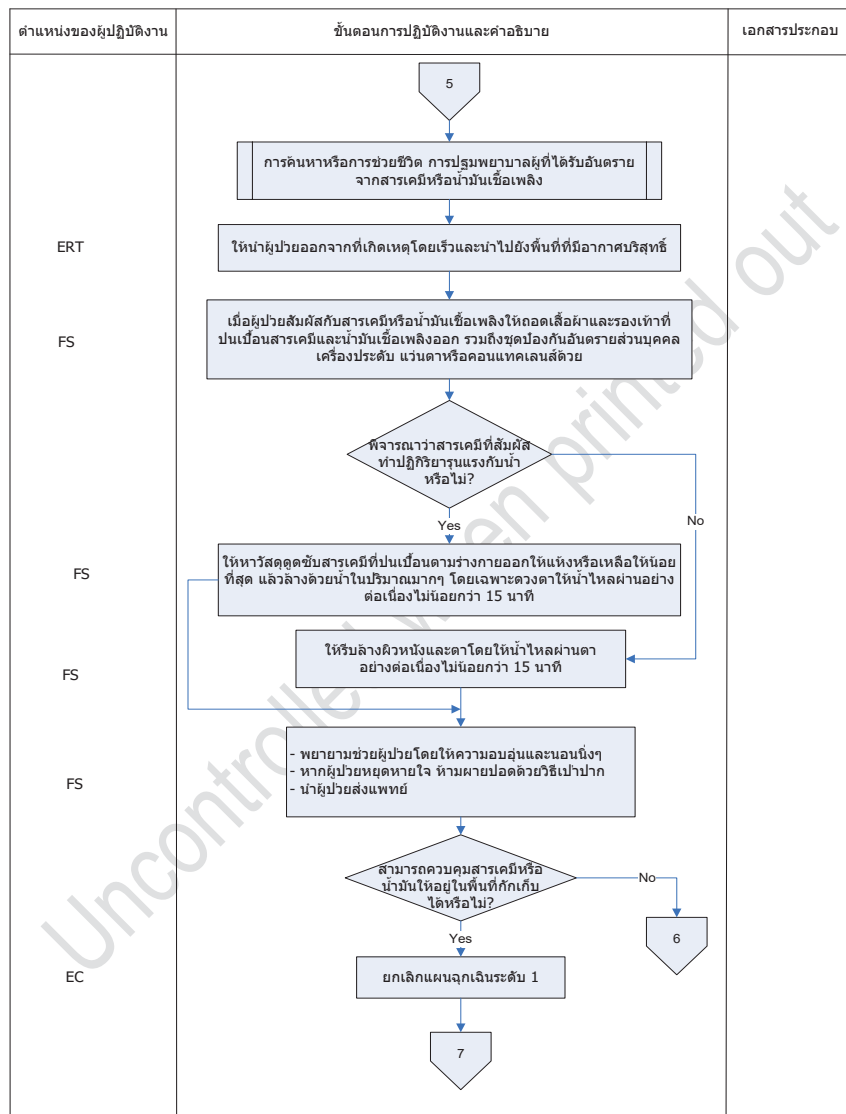 ตำแหน่งของผู้ปฏิบัติงาน
ขั้นตอนการปฏิบัติงานและคำอธิบาย
เอกสารประกอบ
5
การค้นหาหรือการช่วยชีวิต การปฐมพยาบาลผู้ที่ได้รับอันตราย
จากสารเคมีหรือน้ำมันเชื้อเพลิง
ERT
ให้นำผู้ป่วยออกจากที่เกิดเหตุโดยเร็วและนำไปยังพื้นที่ที่มีอากาศบริสุทธิ์
FS
เมื่อผู้ป่วยสัมผัสกับสารเคมีหรือน้ำมันเชื้อเพลิงให้ถอดเสื้อผ้าและรองเท้าที่
ปนเปื้อนสารเคมีและน้ำมันเชื้อเพลิงออก รวมถึงชุดป้องกันอันตรายส่วนบุคคล
เครื่องประดับ แว่นตาหรือคอนแทคเลนส์ด้วย
พิจารณาว่าสารเคมีที่สัมผัส
ทำปฏิกิริยารุนแรงกับน้ำ
หรือไม่?
No
Yes
FS
ให้หาวัสดุดูดซับสารเคมีที่ปนเปื้อนตามร่างกายออกให้แห้งหรือเหลือให้น้อย
ที่สุด แล้วล้างด้วยน้ำในปริมาณมากๆ โดยเฉพาะดวงตาให้น้ำไหลผ่านอย่าง
ต่อเนื่องไม่น้อยกว่า 15 นาที
FS
ให้รีบล้างผิวหนังและตาโดยให้น้ำไหลผ่านตา
อย่างต่อเนื่องไม่น้อยกว่า 15 นาที
FS
- พยายามช่วยผู้ป่วยโดยให้ความอบอุ่นและนอนนิ่งๆ
- หากผู้ป่วยหยุดหายใจ ห้ามผายปอดด้วยวิธีเป่าปาก
- นำผู้ป่วยส่งแพทย์
สามารถควบคุมสารเคมีหรือ
น้ำมันให้อยู่ในพื้นที่กักเก็บ
ได้หรือไม่?
No
6
Yes
EC
ยกเลิกแผนฉุกเฉินระดับ 1
7
Uncontrolled when printed out